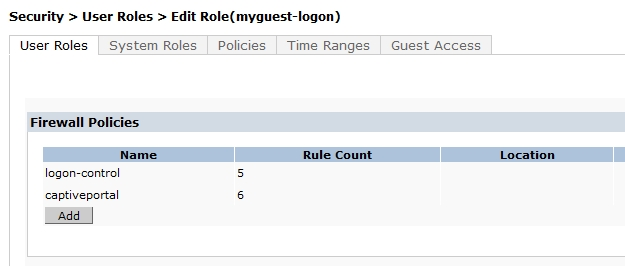 Security > User Roles > Edit Role(myguest-logon)
User Roles System Roles Policies Time Ranges Guest Access
Firewall Policies
Name Rule Count Location
logon-control 5
captiveportal 6
Add